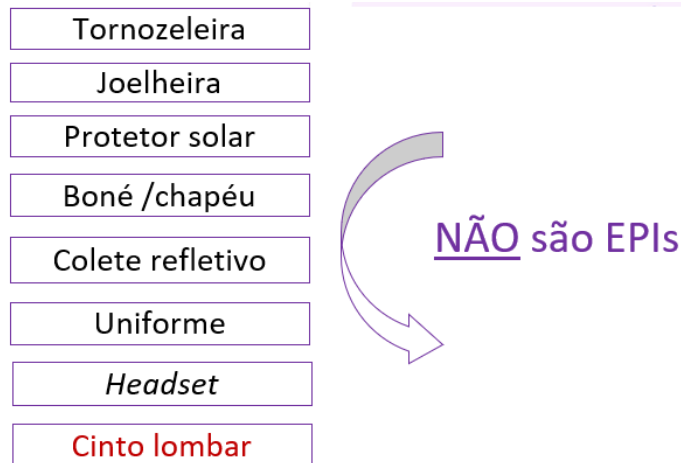 Tornozeleira
Joelheira
Protetor solar
Boné /chapéu
Colete refletivo
Uniforme
Headset
Cinto lombar
NÃO são EPIs